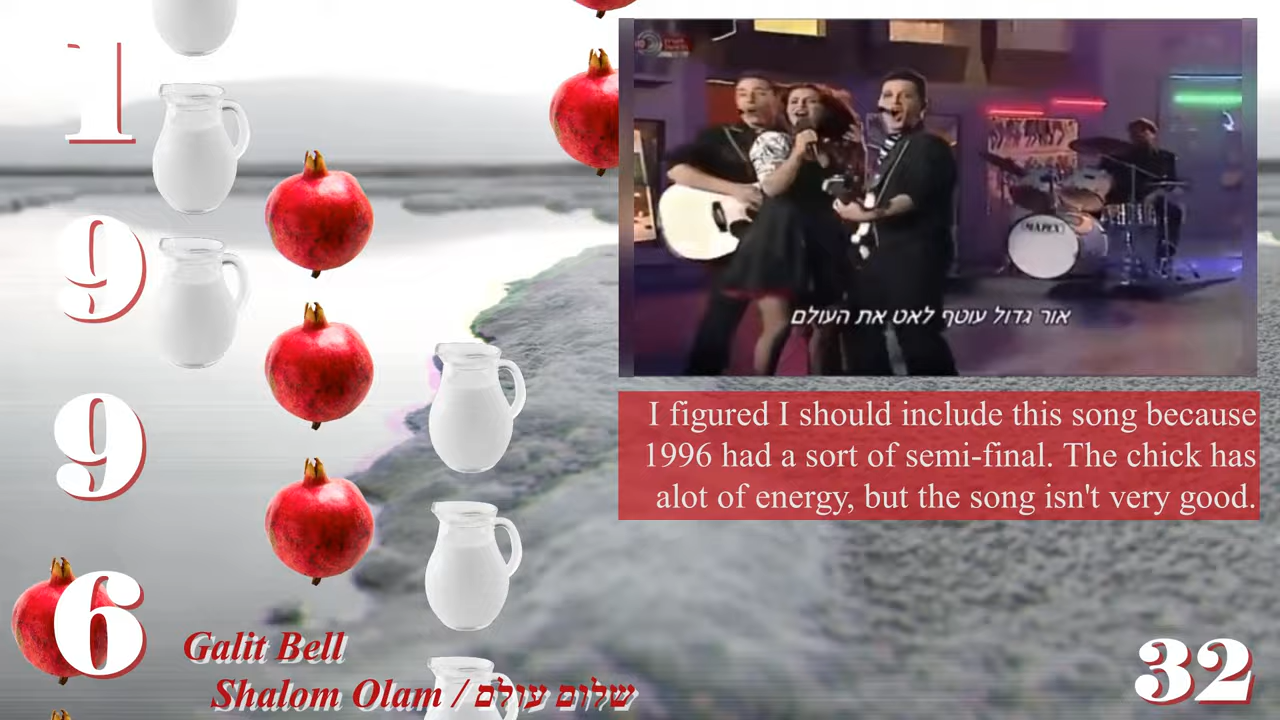 1
9
9
6
אור גדול עוטף לאט את העולם
MAPEX
I figured I should include this song because
1996 had a sort of semi-final. The chick has
alot of energy, but the song isn't very good.
Galit Bell
Shalom Olam / שלום עולם
32